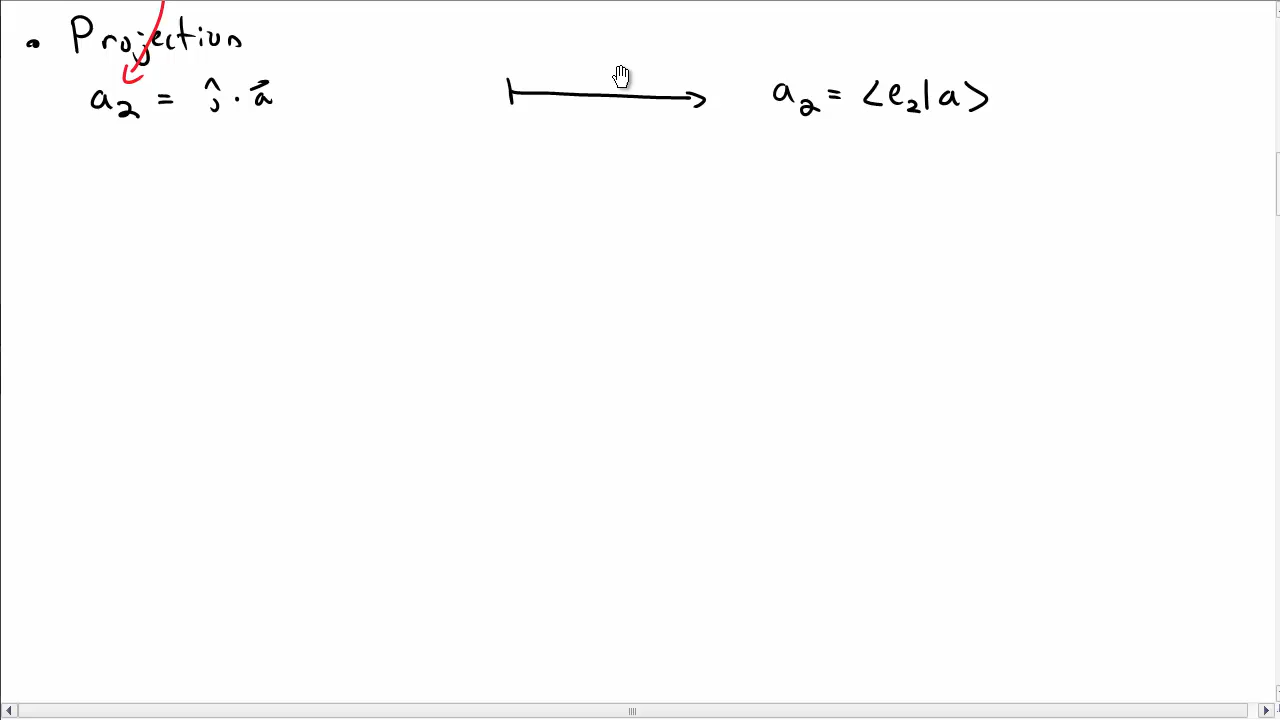 • Projection
a₂ = ĵ · a⃗ ↦ a₂ = ⟨e₂|a⟩